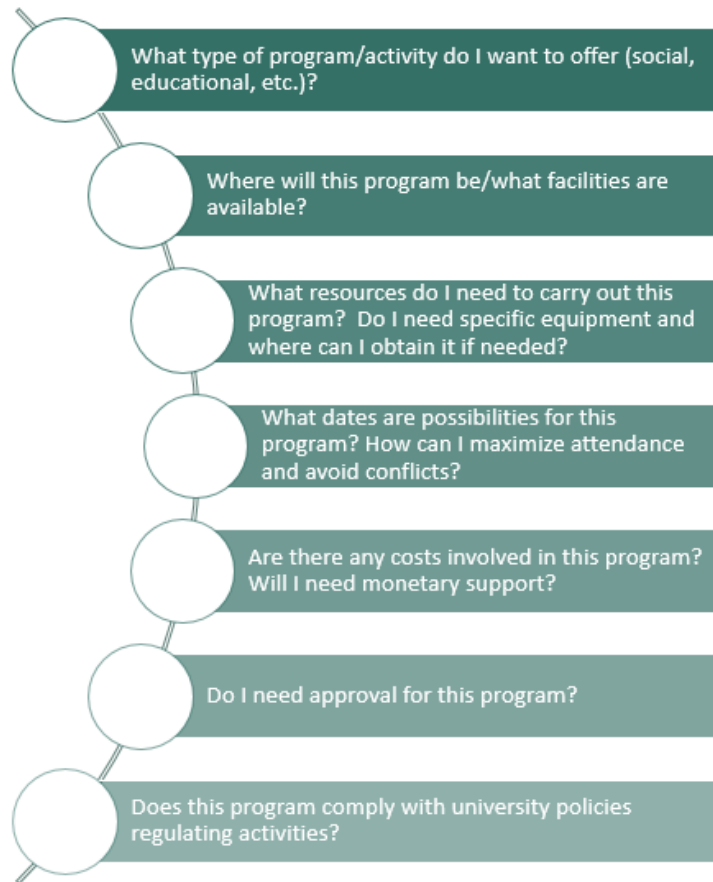 What type of program/activity do I want to offer (social,
educational, etc.)?
Where will this program be/what facilities are
available?
What resources do I need to carry out this
program?  Do I need specific equipment and
where can I obtain it if needed?
What dates are possibilities for this
program? How can I maximize attendance
and avoid conflicts?
Are there any costs involved in this program?
Will I need monetary support?
Do I need approval for this program?
Does this program comply with university policies
regulating activities?